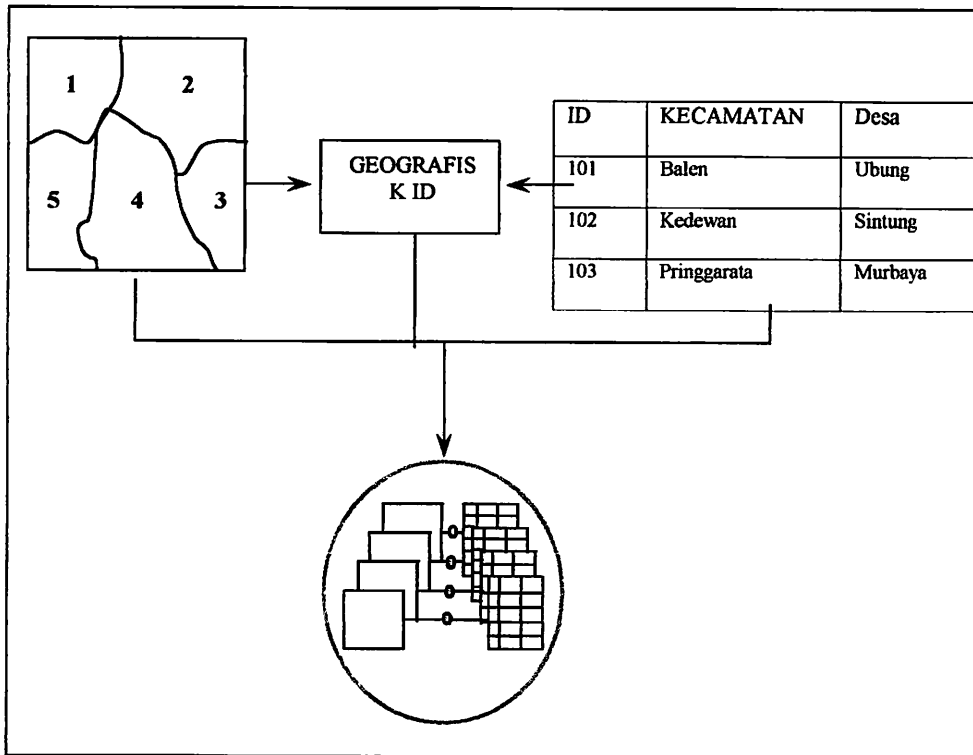 1
2
5
4
3
GEOGRAFIS
K ID
ID KECAMATAN Desa
101 Balen Ubung
102 Kedewan Sintung
103 Pringgarata Murbaya